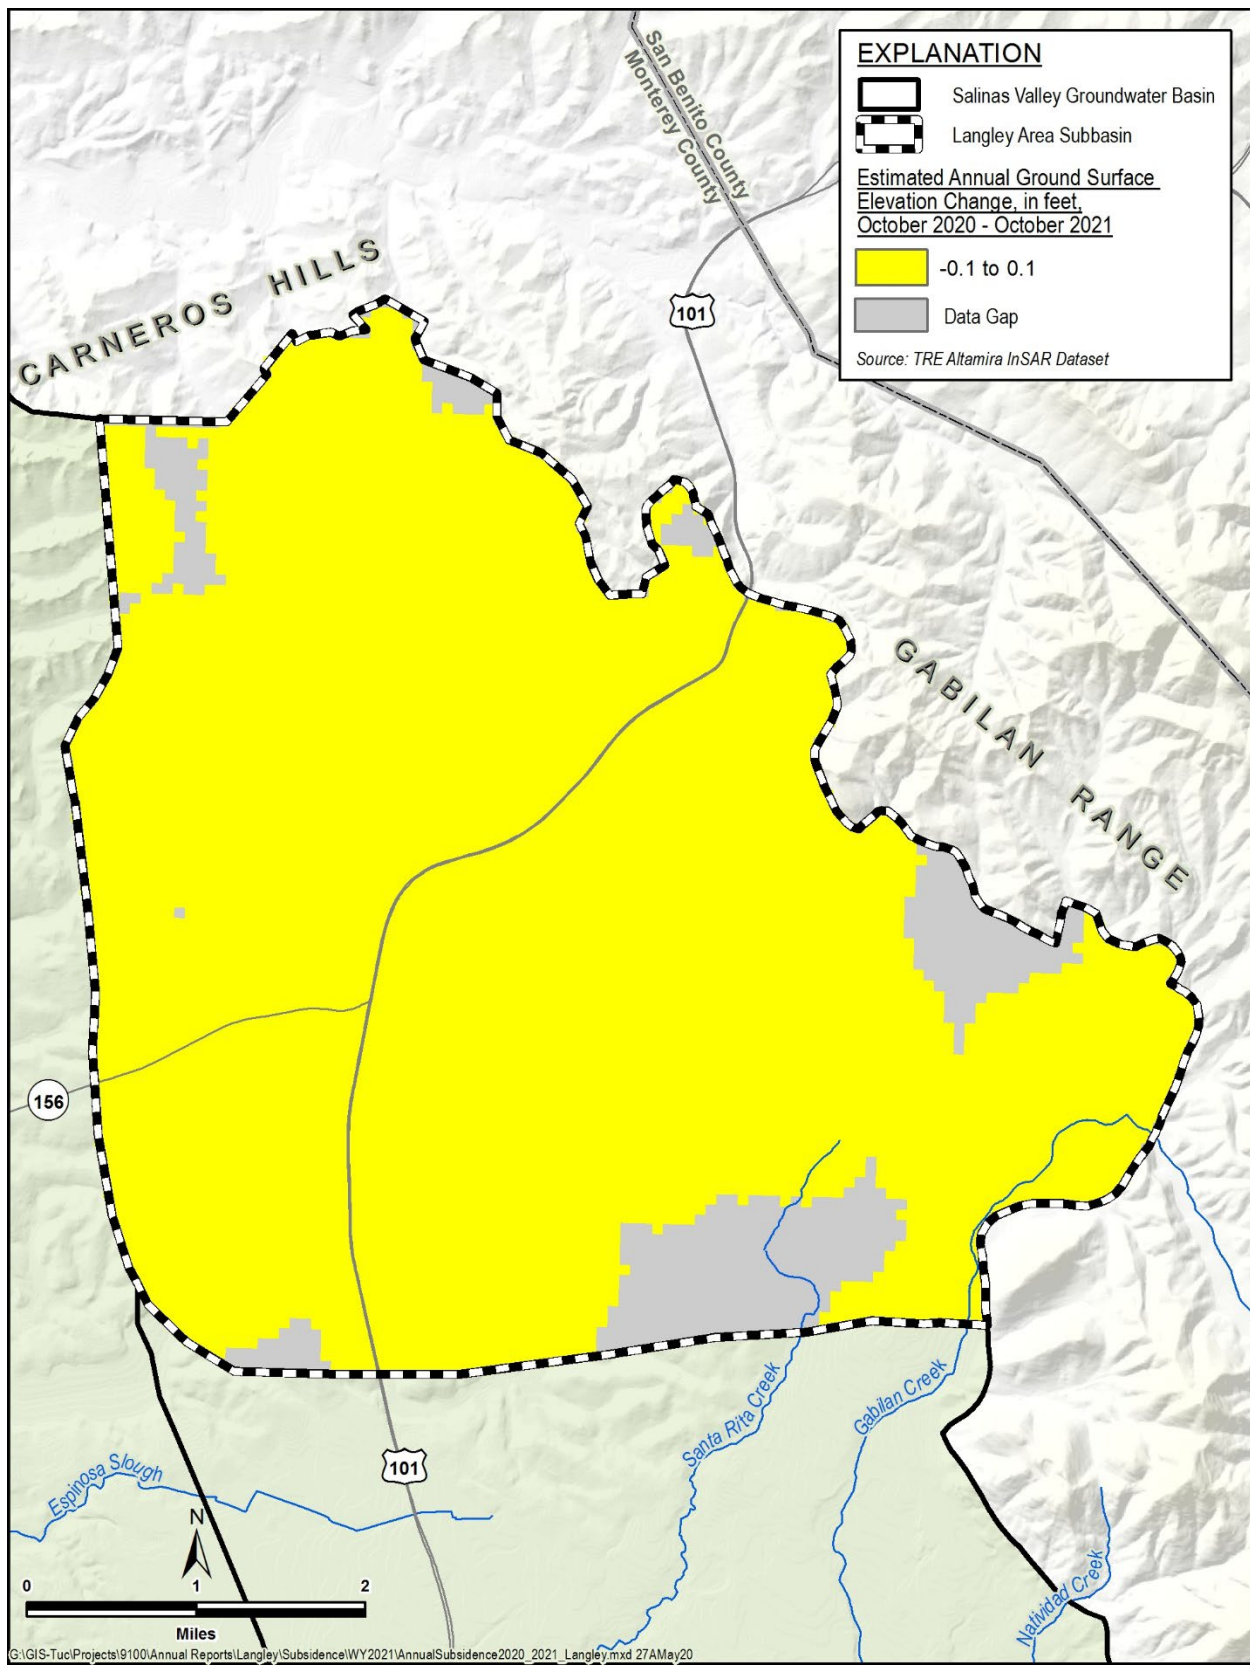 San Benito County
Monterey County
EXPLANATION
Salinas Valley Groundwater Basin
Langley Area Subbasin
Estimated Annual Ground Surface
Elevation Change, in feet,
October 2020 - October 2021
-0.1 to 0.1
Data Gap
Source: TRE Altamira InSAR Dataset
CARNEROS HILLS
101
GABILAN RANGE
156
Santa Rita Creek
Gabilan Creek
101
Espinosa Slough
Natividad Creek
N
0 1 2
Miles
G:\GIS-Tuc\Projects\9100\Annual Reports\Langley\Subsidence\WY2021\AnnualSubsidence2020_2021_Langley.mxd 27AMay20